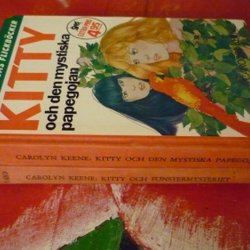 KITTY
och den mystiska
papegojan
CAROLYN KEENE: KITTY OCH DEN MYSTISKA PAPEGO
CAROLYN KEENE: KITTY OCH FÖNSTERMYSTERIET